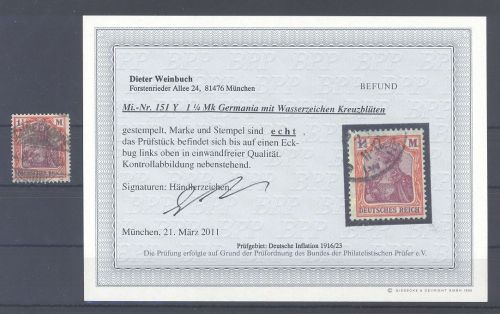 Dieter Weinbuch
Forstenrieder Allee 24, 81476 München
BEFUND
Mi.-Nr. 151 Y 1 ¼ Mk Germania mit Wasserzeichen Kreuzblüten
gestempelt. Marke und Stempel sind e c h t ,
das Prüfstück befindet sich bis auf einen Eck-
bug links oben in einwandfreier Qualität.
Kontrollabbildung nebenstehend.
Signaturen: Händlerzeichen.
München, 21. März 2011
Prüfgebiet: Deutsche Inflation 1916/23
Die Prüfung erfolgte auf Grund der Prüfordnung des Bundes der Philatelistischen Prüfer e.V.
M
M
DEUTSCHES REICH